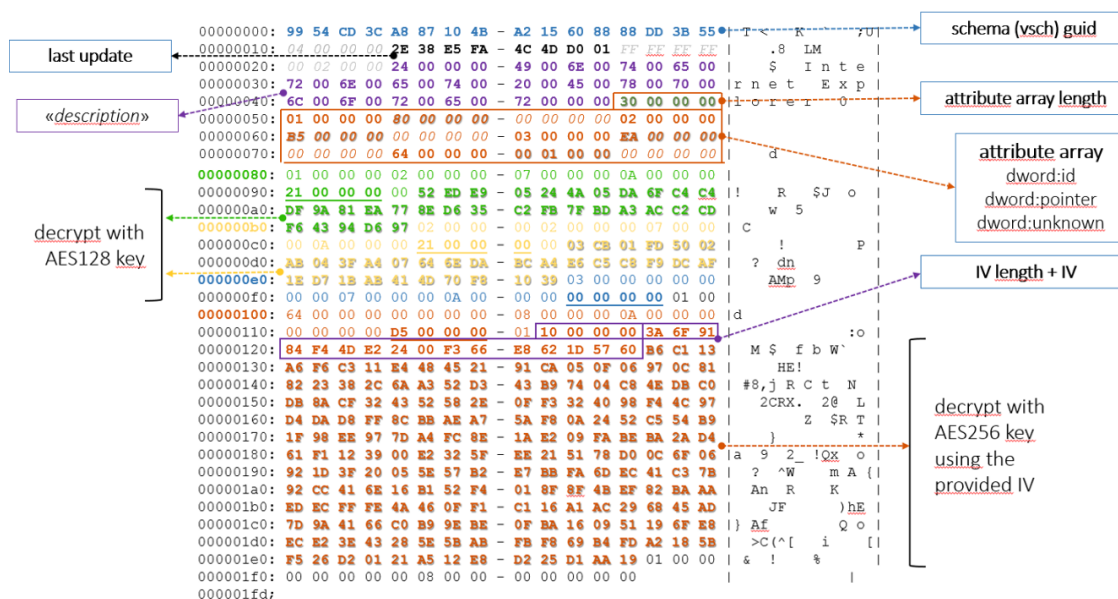 00000000: 99 54 CD 3C A8 87 10 4B - A2 15 60 88 88 DD 3B 55 | T < K ;U|
00000010: 04 00 00 00 2E 38 E5 FA - 4C 4D D0 01 FF FF FF FF | .8 LM |
00000020: 00 00 00 00 24 00 00 00 - 49 00 6E 00 74 00 65 00 | $ I n t e |
00000030: 72 00 6E 00 65 00 74 00 - 20 00 45 00 78 00 70 00 | r n e t E x p |
00000040: 6C 00 6F 00 72 00 65 00 - 72 00 00 00 30 00 00 00 | l o r e r 0 |
00000050: 01 00 00 00 80 00 00 00 - 00 00 00 00 02 00 00 00 | |
00000060: B5 00 00 00 00 00 00 00 - 03 00 00 00 EA 00 00 00 | |
00000070: 00 00 00 00 64 00 00 00 - 00 01 00 00 00 00 00 00 | d |
00000080: 01 00 00 00 02 00 00 00 - 07 00 00 00 0A 00 00 00 | |
00000090: 21 00 00 00 00 52 ED E9 - 05 24 4A 05 DA 6F C4 C4 | ! R $J o |
000000a0: DF 9A 81 EA 77 8E D6 35 - C2 FB 7F BD A3 AC C2 CD | w 5 |
000000b0: F6 43 94 D6 97 02 00 00 - 00 02 00 00 00 07 00 00 | C |
000000c0: 00 0A 00 00 00 21 00 00 - 00 00 03 CB 01 FD 50 02 | ! P |
000000d0: AB 04 3F A4 07 64 6E DA - BC A4 E6 C5 C8 F9 DC AF | ? dn |
000000e0: 1E D7 1B AB 41 4D 70 F8 - 10 39 03 00 00 00 00 00 | AMp 9 |
000000f0: 00 00 07 00 00 00 0A 00 - 00 00 00 00 00 00 01 00 | |
00000100: 64 00 00 00 00 00 00 00 - 08 00 00 00 0A 00 00 00 | d |
00000110: 00 00 00 00 D5 00 00 00 - 01 10 00 00 00 3A 6F 91 | :o |
00000120: 84 F4 4D E2 24 00 F3 66 - E8 62 1D 57 60 B6 C1 13 | M $ f b W` |
00000130: A6 F6 C3 11 E4 48 45 21 - 91 CA 05 0F 06 97 0C 81 | HE! |
00000140: 82 23 38 2C 6A A3 52 D3 - 43 B9 74 04 C8 4E DB C0 | #8,j R C t N |
00000150: DB 8A CF 32 43 52 58 2E - 0F F3 32 40 98 F4 4C 97 | 2CRX. 2@ L |
00000160: D4 DA D8 FF 8C BB AE A7 - 5A F8 0A 24 52 C5 54 B9 | Z $R T |
00000170: 1F 98 EE 97 7D A4 FC 8E - 1A E2 09 FA BE BA 2A D4 | } * |
00000180: 61 F1 12 39 00 E2 32 5F - EE 21 51 78 D0 0C 6F 06 | a 9 2_ !Qx o |
00000190: 92 1D 3F 20 05 5E 57 B2 - E7 BB FA 6D EC 41 C3 7B | ? ^W m A { |
000001a0: 92 CC 41 6E 16 B1 52 F4 - 01 8F 8F 4B EF 82 BA AA | An R K |
000001b0: ED EC FF FE 4A 46 0F F1 - C1 16 A1 AC 29 68 45 AD | JF )hE |
000001c0: 7D 9A 41 66 C0 B9 9E BE - 0F BA 16 09 51 19 6F E8 | } Af Q o |
000001d0: EC E2 3E 43 28 5E 5B AB - FB F8 69 B4 FD A2 18 5B | >C(^[ i [ |
000001e0: F5 26 D2 01 21 A5 12 E8 - D2 25 D1 AA 19 01 00 00 | & ! % |
000001f0: 00 00 00 00 08 00 00 00 - 00 00 00 00 00 | |
000001fd;
last update
«description»
decrypt with
AES128 key
schema (vsch) guid
attribute array length
attribute array
dword:id
dword:pointer
dword:unknown
IV length + IV
decrypt with
AES256 key
using the
provided IV